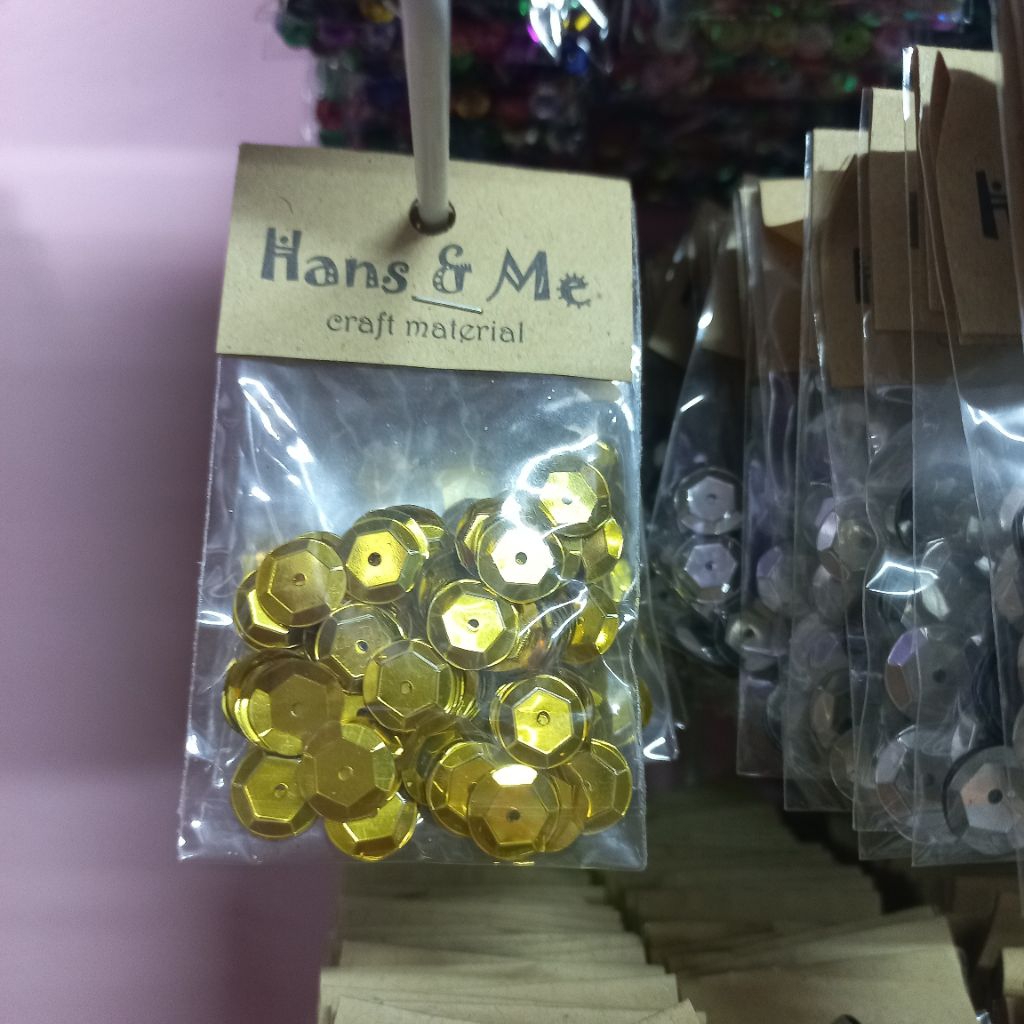 Hans & Me
craft material